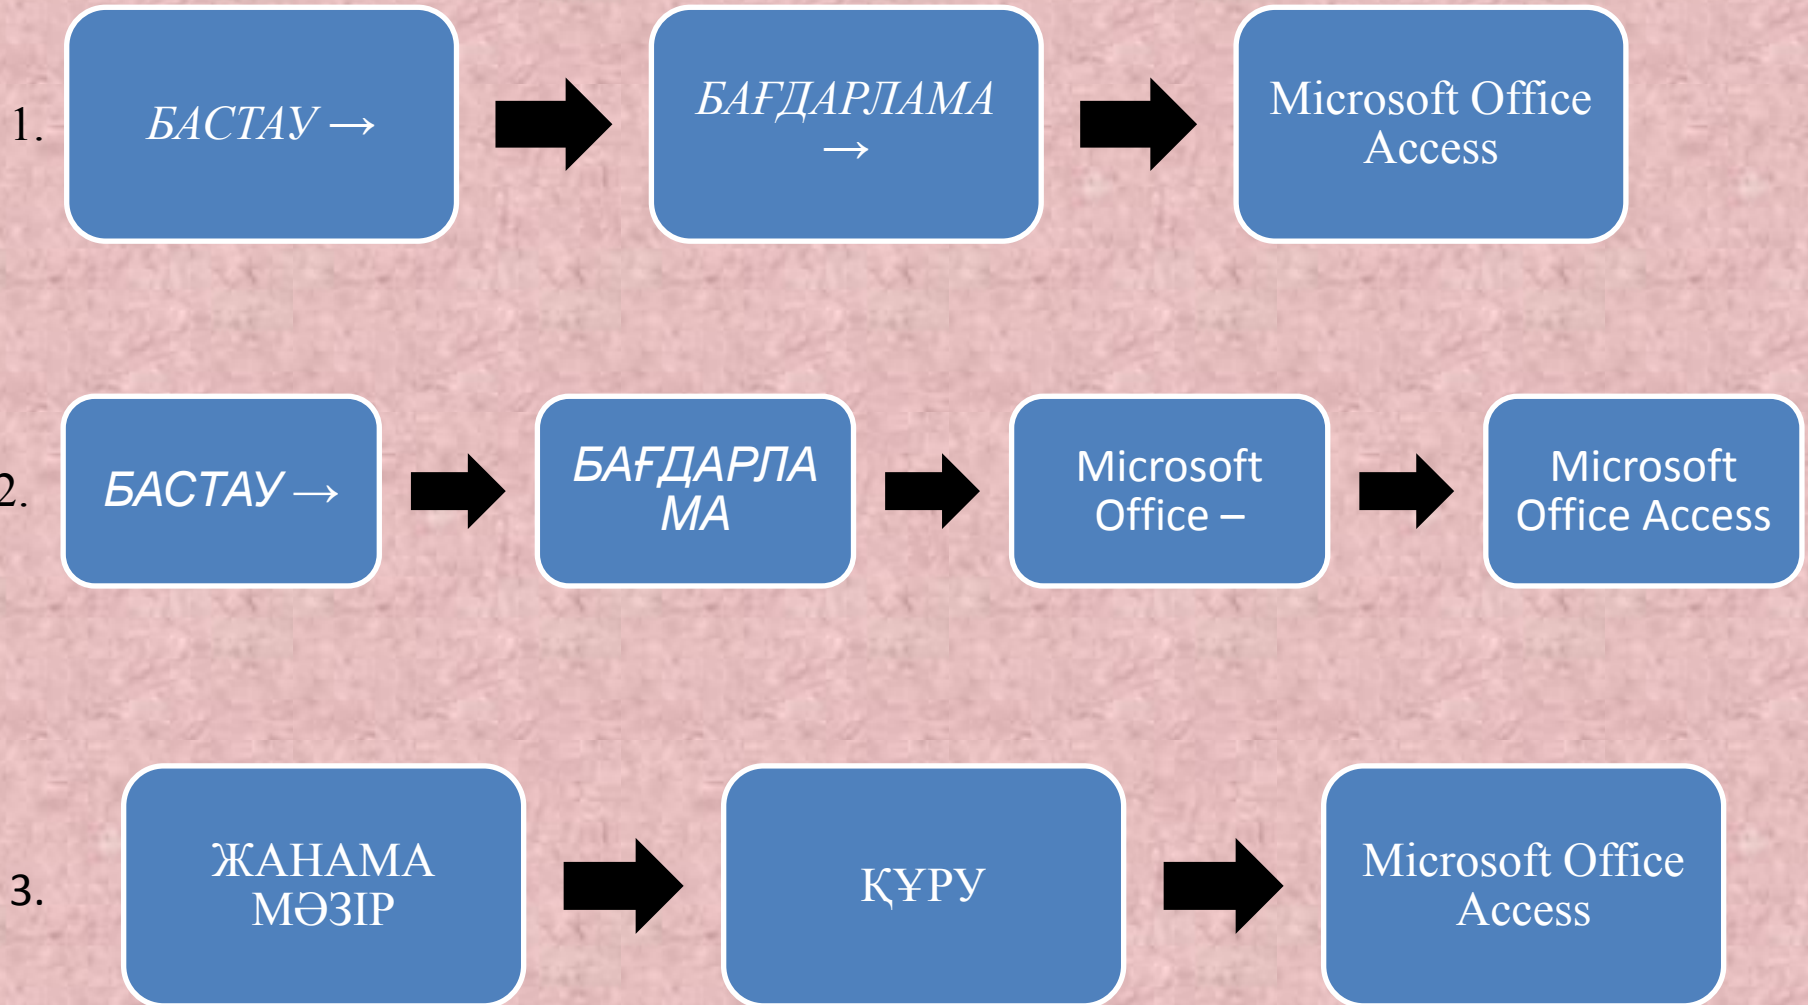 1.
БАСТАУ →
БАҒДАРЛАМА
→
Microsoft Office
Access
2.
БАСТАУ →
БАҒДАРЛА
МА
Microsoft
Office –
Microsoft
Office Access
3.
ЖАНАМА
МӘЗІР
ҚҰРУ
Microsoft Office
Access